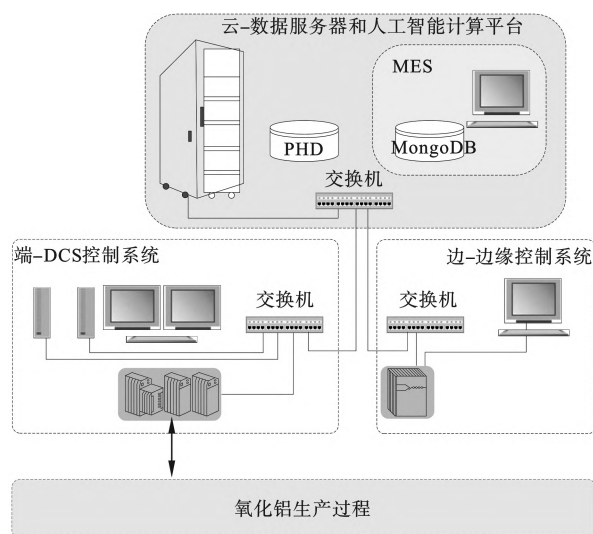 云-数据服务器和人工智能计算平台
MES
PHD
MongoDB
交换机
端-DCS控制系统
交换机
边-边缘控制系统
交换机
氧化铝生产过程